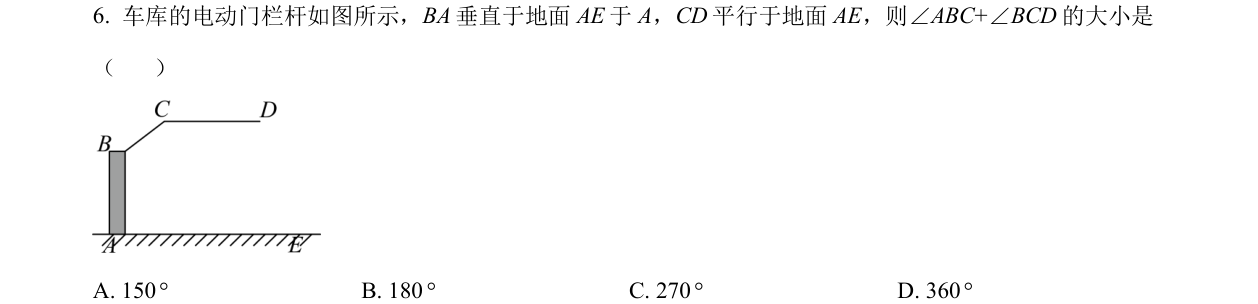 6. 车库的电动门栏杆如图所示，BA 垂直于地面 AE 于 A，CD 平行于地面 AE，则∠ABC+∠BCD 的大小是
（ ）
C D
B
A E
A. 150° B. 180° C. 270° D. 360°